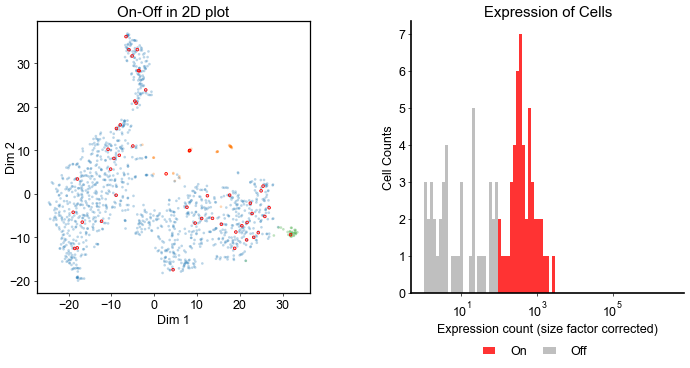 On-Off in 2D plot
30
20
10
0
−10
−20
Dim 2
−20 −10 0 10 20 30
Dim 1
Expression of Cells
7
6
5
4
3
2
1
0
Cell Counts
10^1 10^3 10^5
Expression count (size factor corrected)
On Off